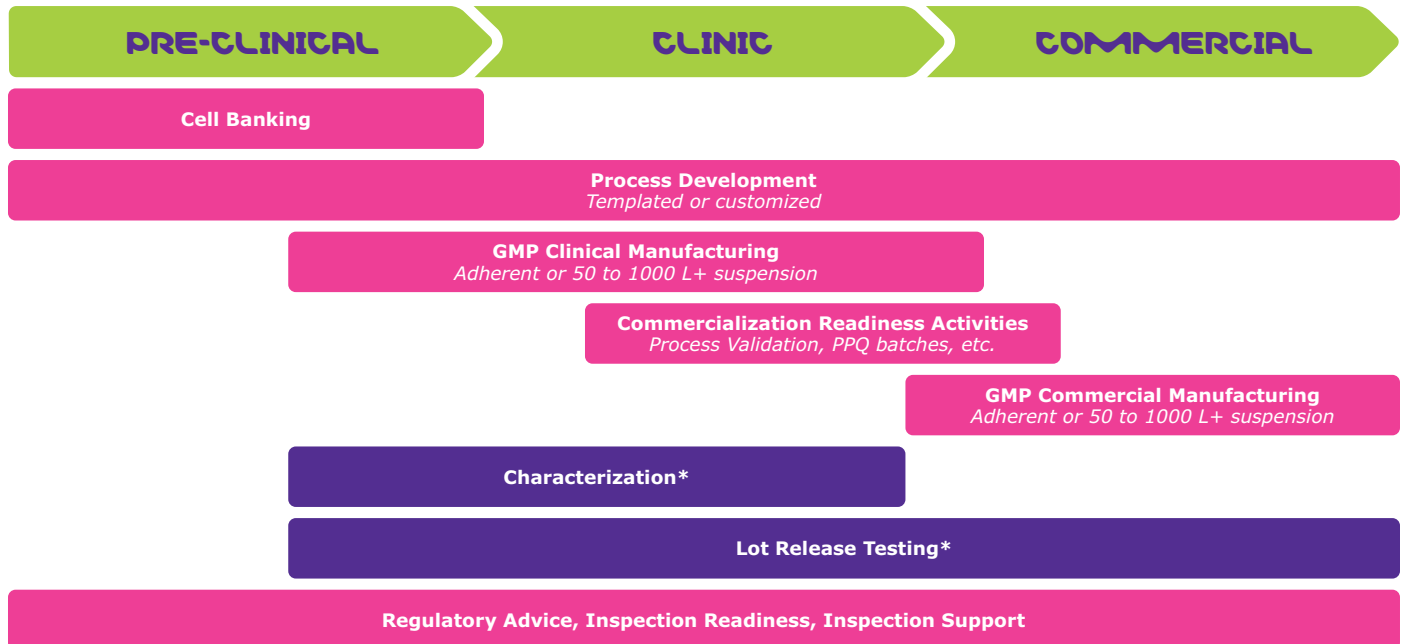 PRE-CLINICAL
CLINIC
COMMERCIAL
Cell Banking
Process Development
Templated or customized
GMP Clinical Manufacturing
Adherent or 50 to 1000 L+ suspension
Commercialization Readiness Activities
Process Validation, PPQ batches, etc.
GMP Commercial Manufacturing
Adherent or 50 to 1000 L+ suspension
Characterization*
Lot Release Testing*
Regulatory Advice, Inspection Readiness, Inspection Support